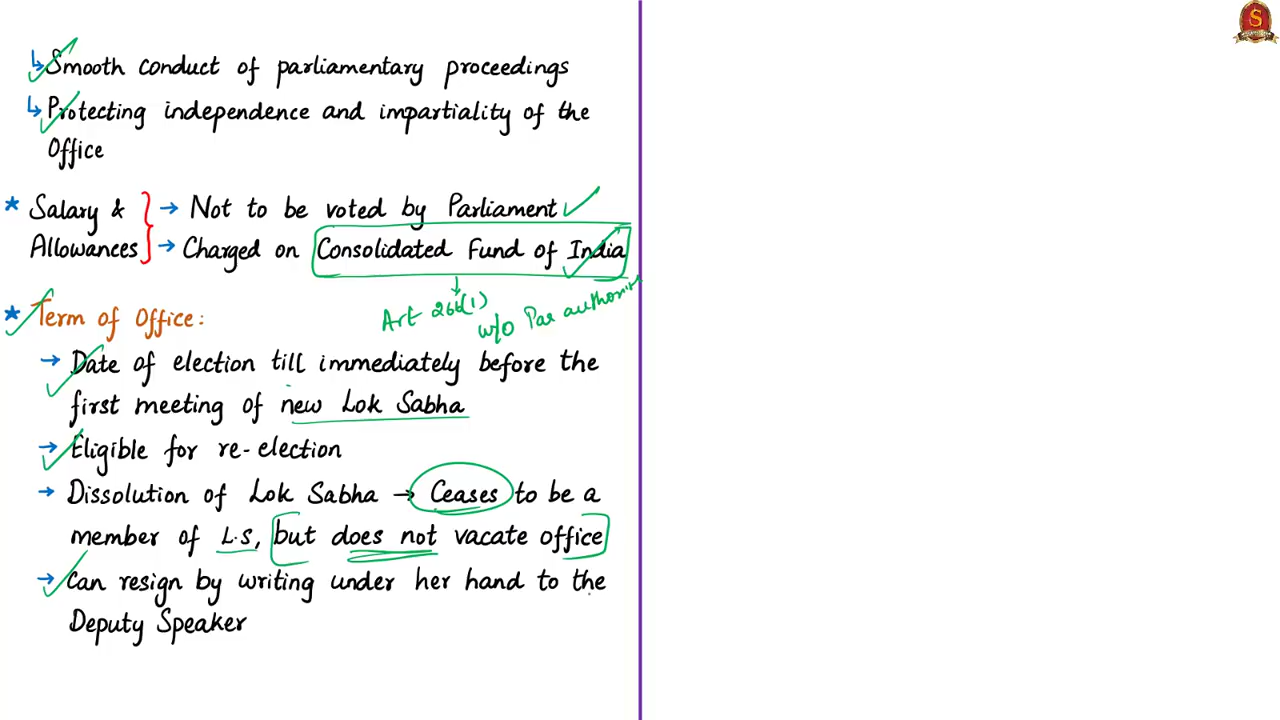 ↳ Smooth conduct of parliamentary proceedings
↳ Protecting independence and impartiality of the
Office
* Salary & → Not to be voted by Parliament
Allowances → Charged on Consolidated Fund of India
Art 266(1)
w/o Par authorin
* Term of Office:
→ Date of election till immediately before the
first meeting of new Lok Sabha
→ Eligible for re-election
→ Dissolution of Lok Sabha → Ceases to be a
member of L.S, but does not vacate office
→ Can resign by writing under her hand to the
Deputy Speaker
S